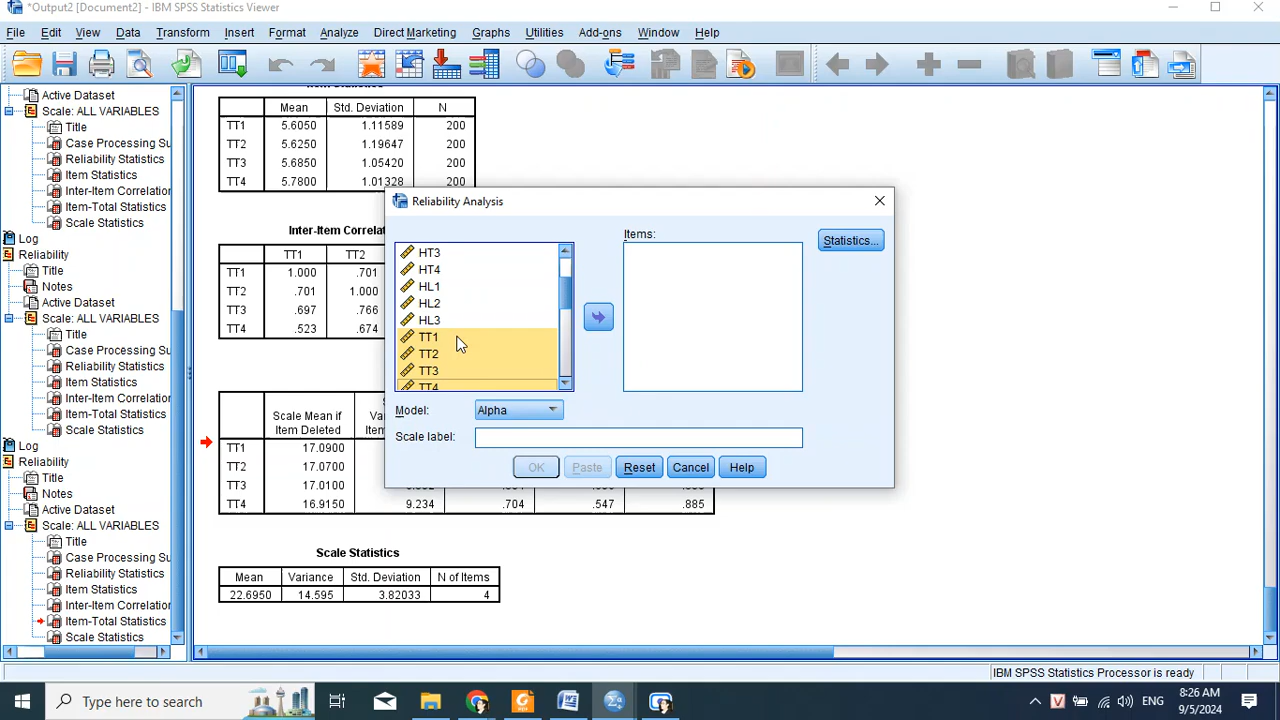 *Output2 [Document2] - IBM SPSS Statistics Viewer
File Edit View Data Transform Insert Format Analyze Direct Marketing Graphs Utilities Add-ons Window Help
Active Dataset
Scale: ALL VARIABLES
Title
Case Processing Su
Reliability Statistics
Item Statistics
Inter-Item Correlation
Item-Total Statistics
Scale Statistics
Log
Reliability
Title
Notes
Active Dataset
Scale: ALL VARIABLES
Title
Case Processing Su
Reliability Statistics
Item Statistics
Inter-Item Correlation
Item-Total Statistics
Scale Statistics
Log
Reliability
Title
Notes
Active Dataset
Scale: ALL VARIABLES
Title
Case Processing Su
Reliability Statistics
Item Statistics
Inter-Item Correlation
Item-Total Statistics
Scale Statistics
Mean Std. Deviation N
TT1 5.6050 1.11589 200
TT2 5.6250 1.19647 200
TT3 5.6850 1.05420 200
TT4 5.7800 1.01328 200
Inter-Item Correlat
TT1 TT2
TT1 1.000 .701
TT2 .701 1.000
TT3 .697 .766
TT4 .523 .674
Scale Mean if
Item Deleted
TT1 17.0900
TT2 17.0700
TT3 17.0100
TT4 16.9150 9.234 .704 .547 .885
Scale Statistics
Mean Variance Std. Deviation N of Items
22.6950 14.595 3.82033 4
Reliability Analysis
Items:
Statistics...
HT3
HT4
HL1
HL2
HL3
TT1
TT2
TT3
TT4
Model: Alpha
Scale label:
OK Paste Reset Cancel Help
IBM SPSS Statistics Processor is ready
Type here to search
ENG
8:26 AM
9/5/2024